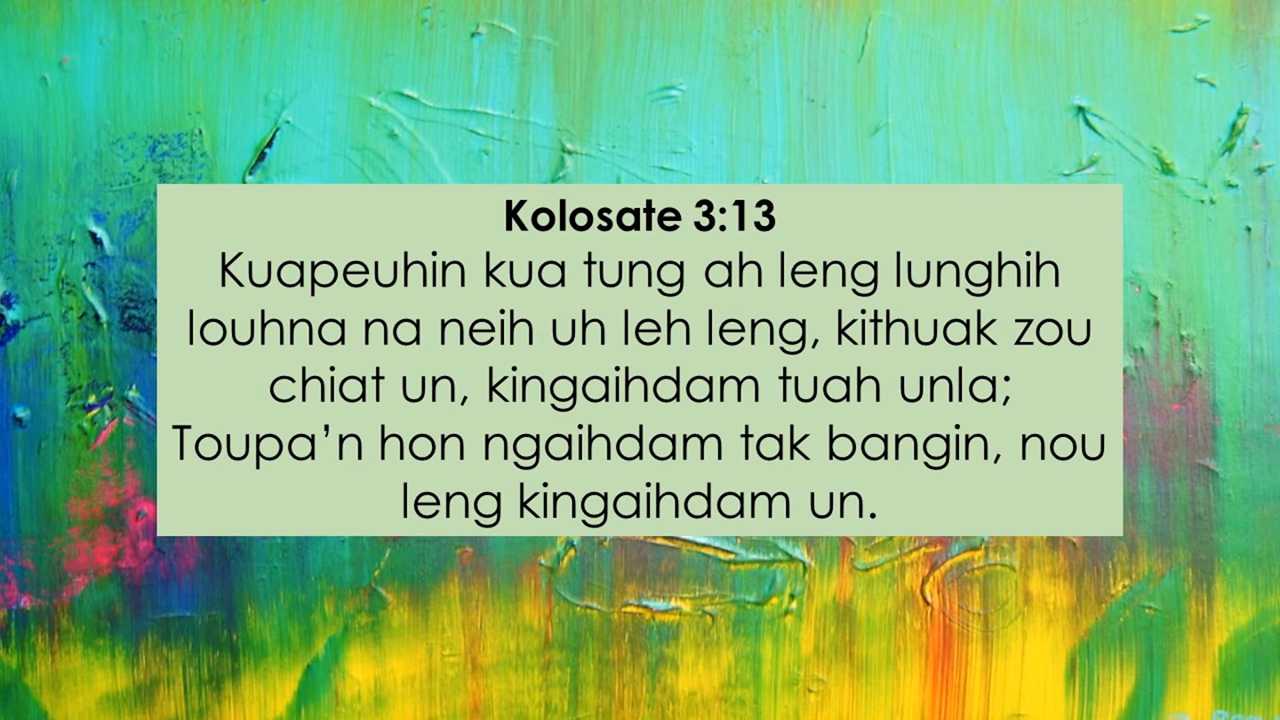 Kolosate 3:13
Kuapeuhin kua tung ah leng lunghih
louhna na neih uh leh leng, kithuak zou
chiat un, kingaihdam tuah unla;
Toupa’n hon ngaihdam tak bangin, nou
leng kingaihdam un.